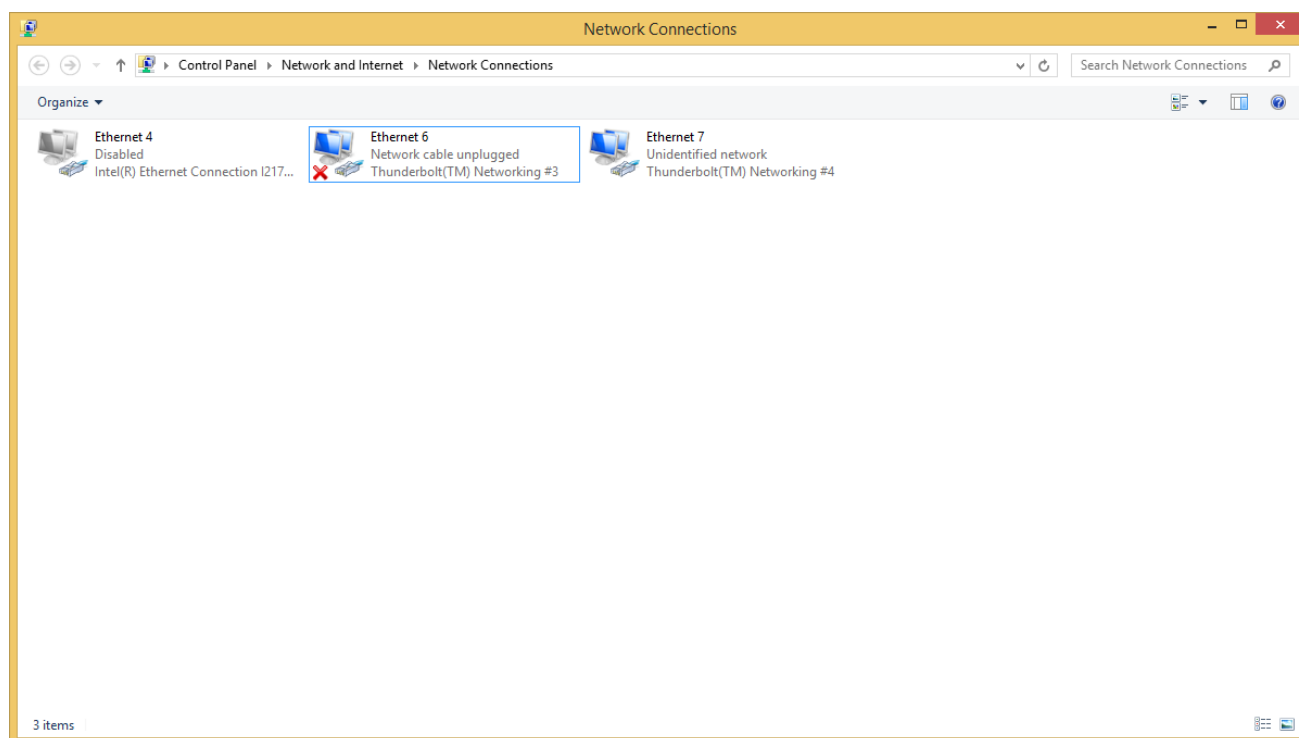 Network Connections
Control Panel Network and Internet Network Connections
Search Network Connections
Organize
Ethernet 4
Disabled
Intel(R) Ethernet Connection I217...
Ethernet 6
Network cable unplugged
Thunderbolt(TM) Networking #3
Ethernet 7
Unidentified network
Thunderbolt(TM) Networking #4
3 items